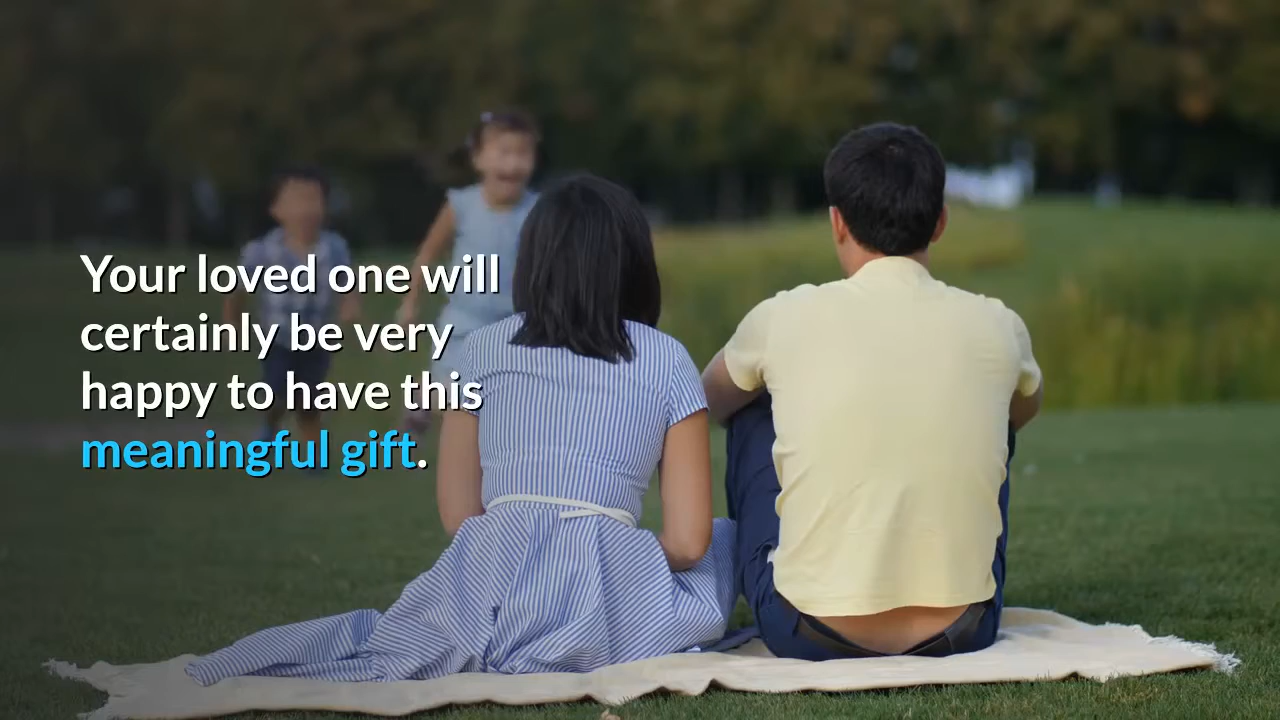 Your loved one will
certainly be very
happy to have this
meaningful gift.